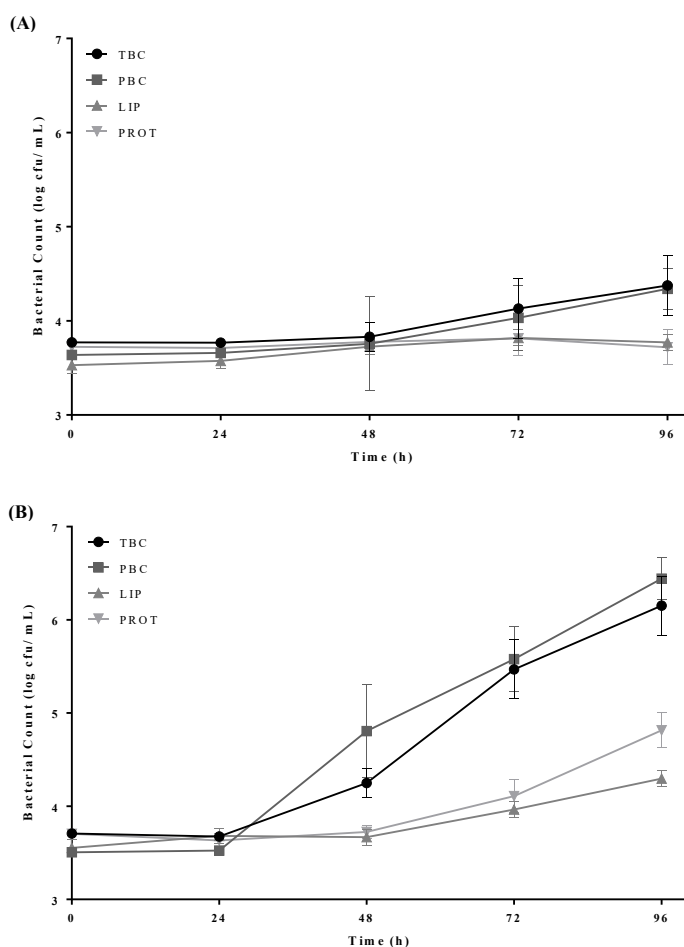 (A)
7
6
5
4
3
Bacterial Count (log cfu/ mL)
TBC
PBC
LIP
PROT
0 24 48 72 96
Time (h)
(B)
7
6
5
4
3
Bacterial Count (log cfu/ mL)
TBC
PBC
LIP
PROT
0 24 48 72 96
Time (h)